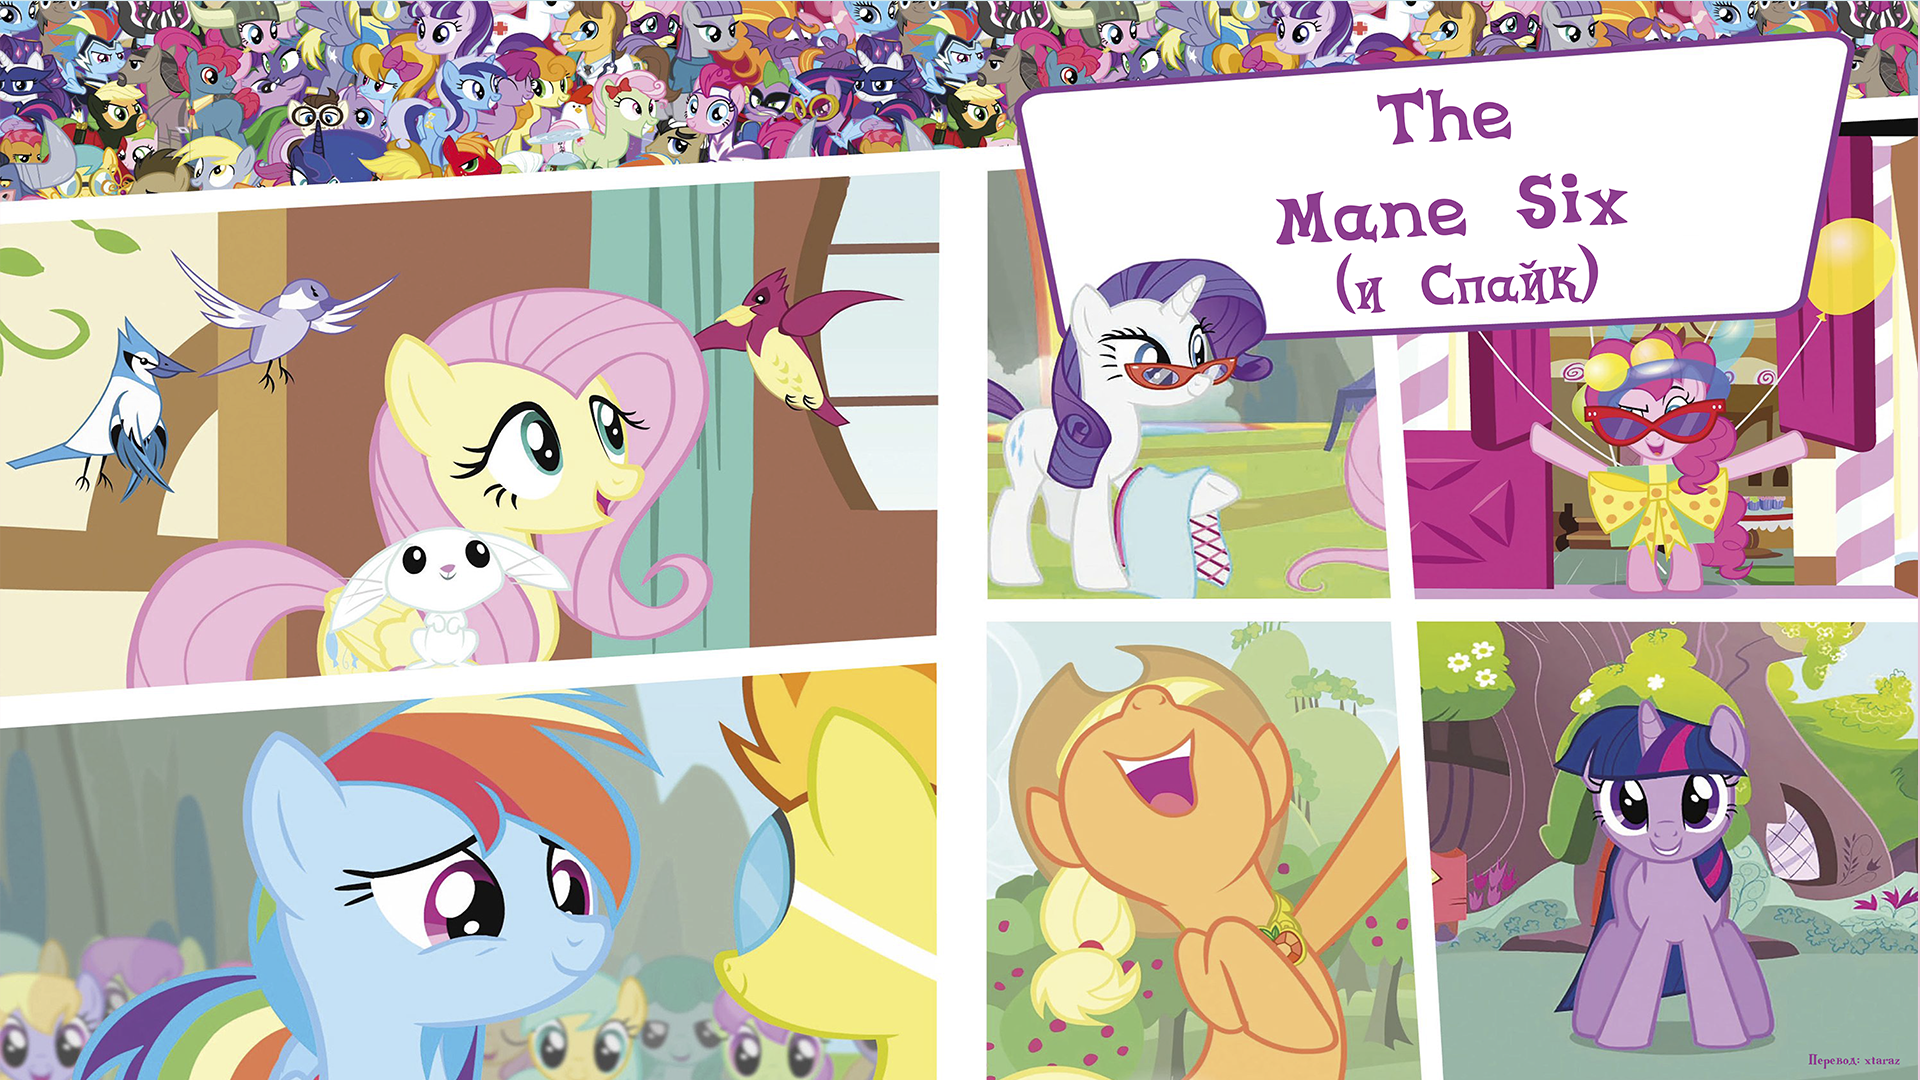 The
Mane Six
(и Спайк)
Перевод: xtaraz